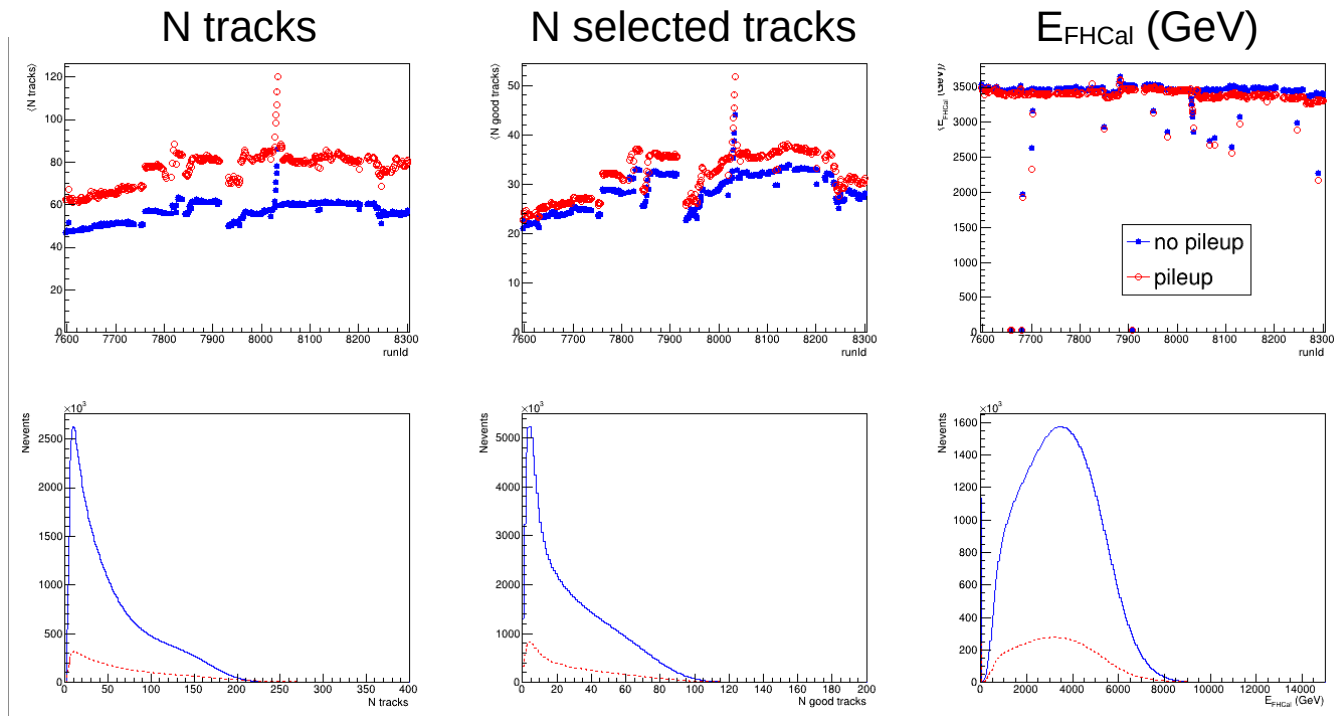 N tracks
N selected tracks
E_FHCal (GeV)
⟨N tracks⟩
120
100
80
60
40
20
0
7600 7700 7800 7900 8000 8100 8200 8300
runId
⟨N good tracks⟩
50
40
30
20
10
0
7600 7700 7800 7900 8000 8100 8200 8300
runId
⟨E_FHCal (GeV)⟩
3500
3000
2500
2000
1500
1000
500
0
7600 7700 7800 7900 8000 8100 8200 8300
runId
no pileup
pileup
×10³
Nevents
2500
2000
1500
1000
500
0
0 50 100 150 200 250 300 350 400
N tracks
×10³
Nevents
5000
4000
3000
2000
1000
0
0 20 40 60 80 100 120 140 160 180 200
N good tracks
×10³
Nevents
1600
1400
1200
1000
800
600
400
200
0
0 2000 4000 6000 8000 10000 12000 14000
E_FHCal (GeV)